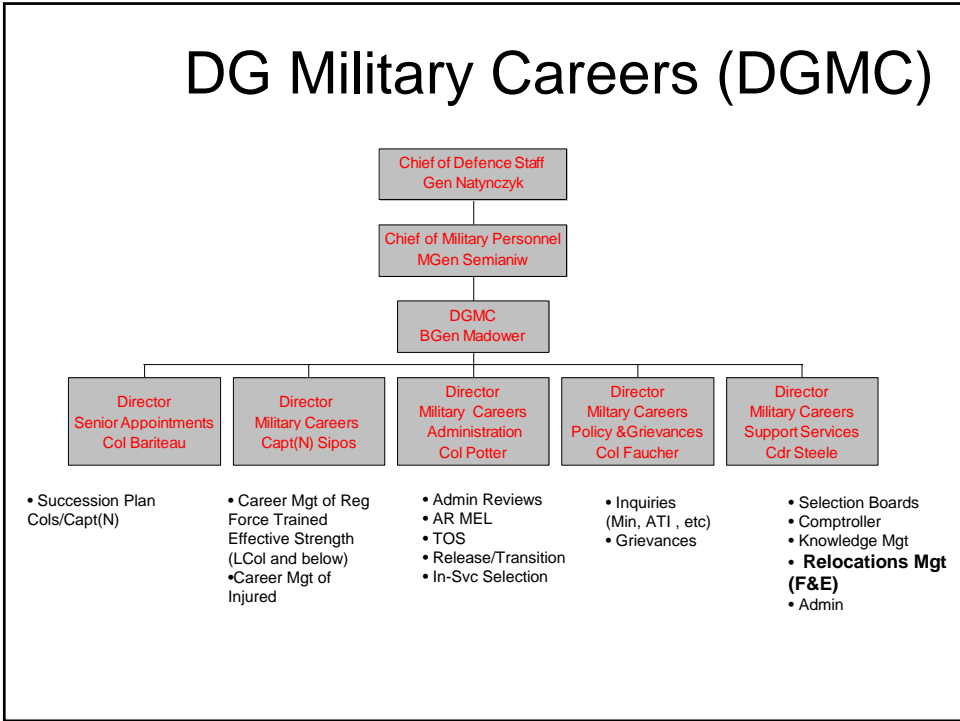 DG Military Careers (DGMC)
Chief of Defence Staff
Gen Natynczyk
Chief of Military Personnel
MGen Semianiw
DGMC
BGen Madower
Director
Senior Appointments
Col Bariteau
Director
Military Careers
Capt(N) Sipos
Director
Military Careers
Administration
Col Potter
Director
Miltary Careers
Policy &Grievances
Col Faucher
Director
Military Careers
Support Services
Cdr Steele
• Succession Plan
Cols/Capt(N)
• Career Mgt of Reg
Force Trained
Effective Strength
(LCol and below)
•Career Mgt of
Injured
• Admin Reviews
• AR MEL
• TOS
• Release/Transition
• In-Svc Selection
• Inquiries
(Min, ATI , etc)
• Grievances
• Selection Boards
• Comptroller
• Knowledge Mgt
• Relocations Mgt
(F&E)
• Admin